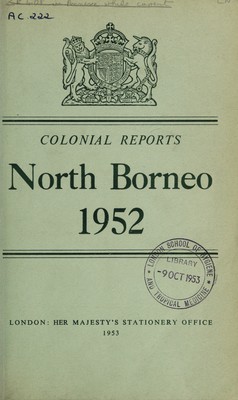 AC 222
COLONIAL REPORTS
North Borneo
1952
LONDON SCHOOL OF HYGIENE
AND TROPICAL MEDICINE
LIBRARY
-9 OCT 1953
LONDON: HER MAJESTY'S STATIONERY OFFICE
1953